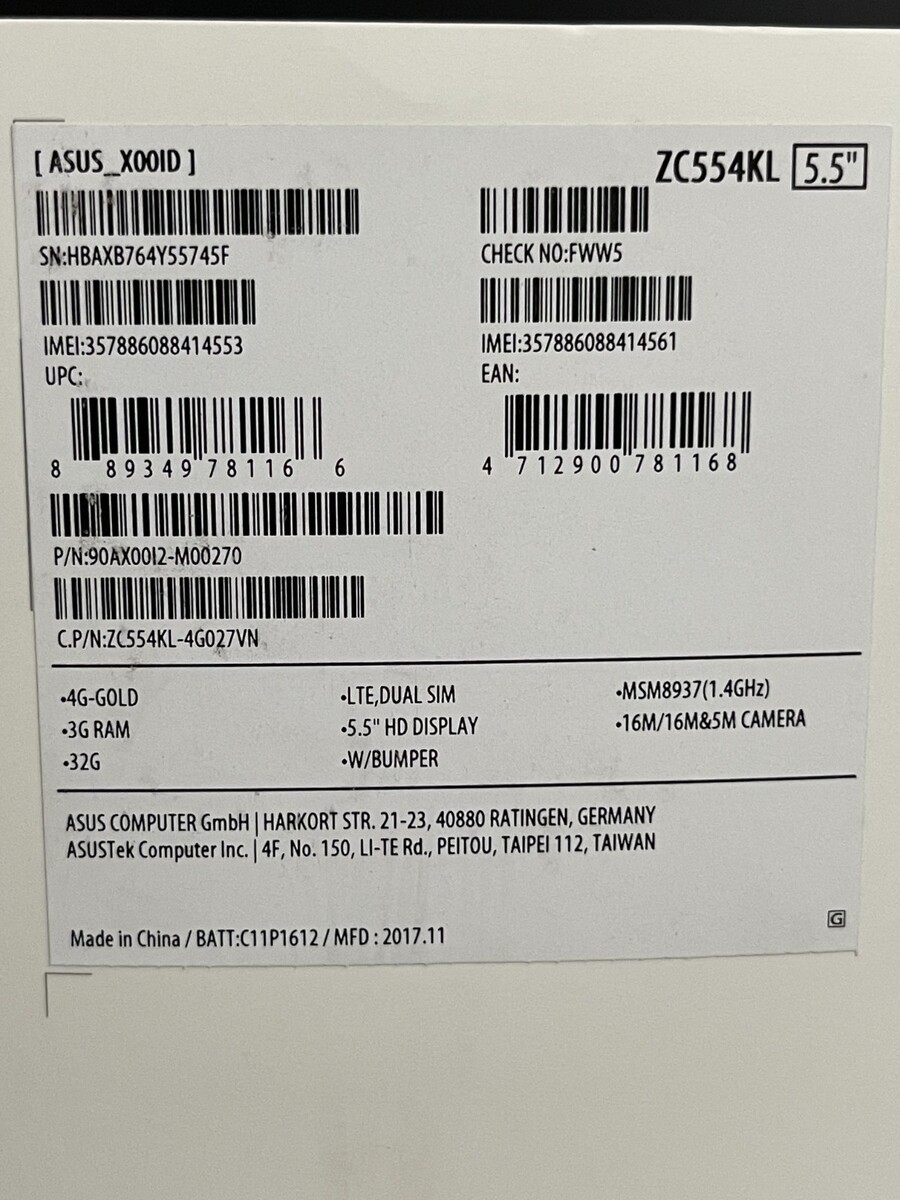 [ ASUS_X00ID ]
ZC554KL 5.5"
SN:HBAXB764Y55745F
CHECK NO:FWW5
IMEI:357886088414553
IMEI:357886088414561
UPC:
EAN:
8 89349 78116 6
4 712900 781168
P/N:90AX00I2-M00270
C.P/N:ZC554KL-4G027VN
•4G-GOLD
•LTE,DUAL SIM
•MSM8937(1.4GHz)
•3G RAM
•5.5" HD DISPLAY
•16M/16M&5M CAMERA
•32G
•W/BUMPER
ASUS COMPUTER GmbH | HARKORT STR. 21-23, 40880 RATINGEN, GERMANY
ASUSTek Computer Inc. | 4F, No. 150, LI-TE Rd., PEITOU, TAIPEI 112, TAIWAN
Made in China / BATT:C11P1612 / MFD : 2017.11
G